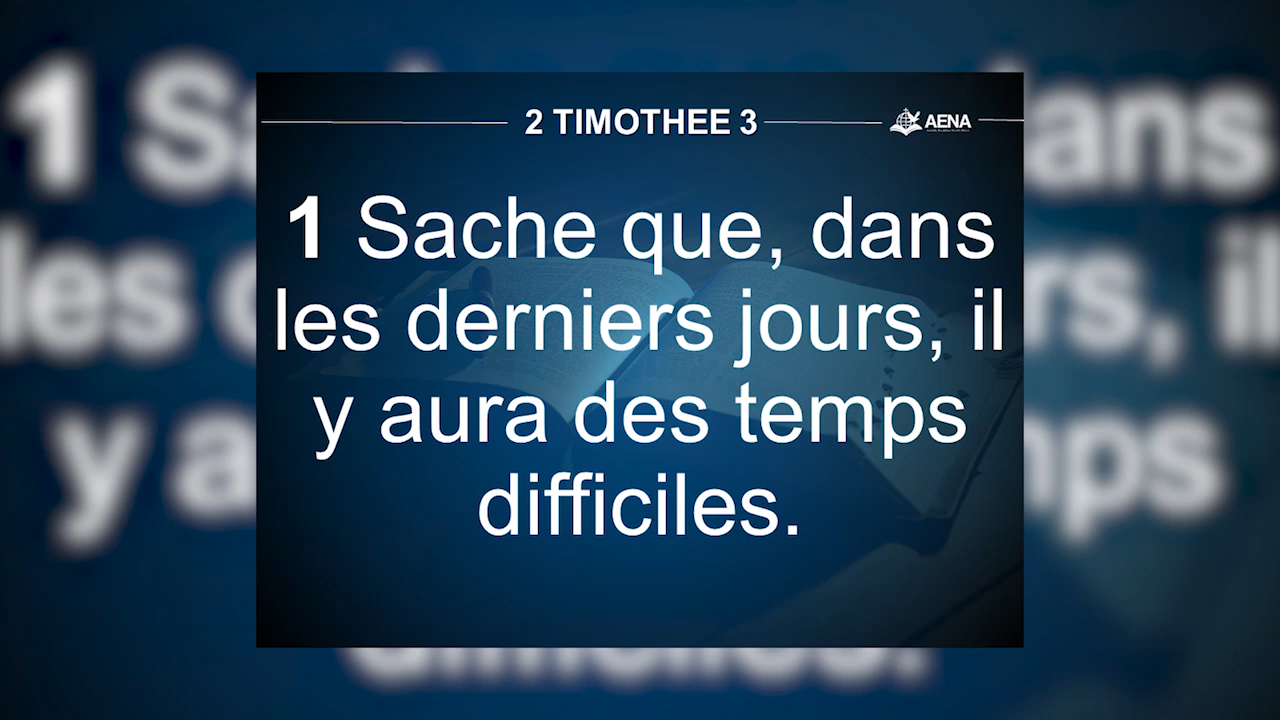 2 TIMOTHEE 3
AENA
1 Sache que, dans
les derniers jours, il
y aura des temps
difficiles.